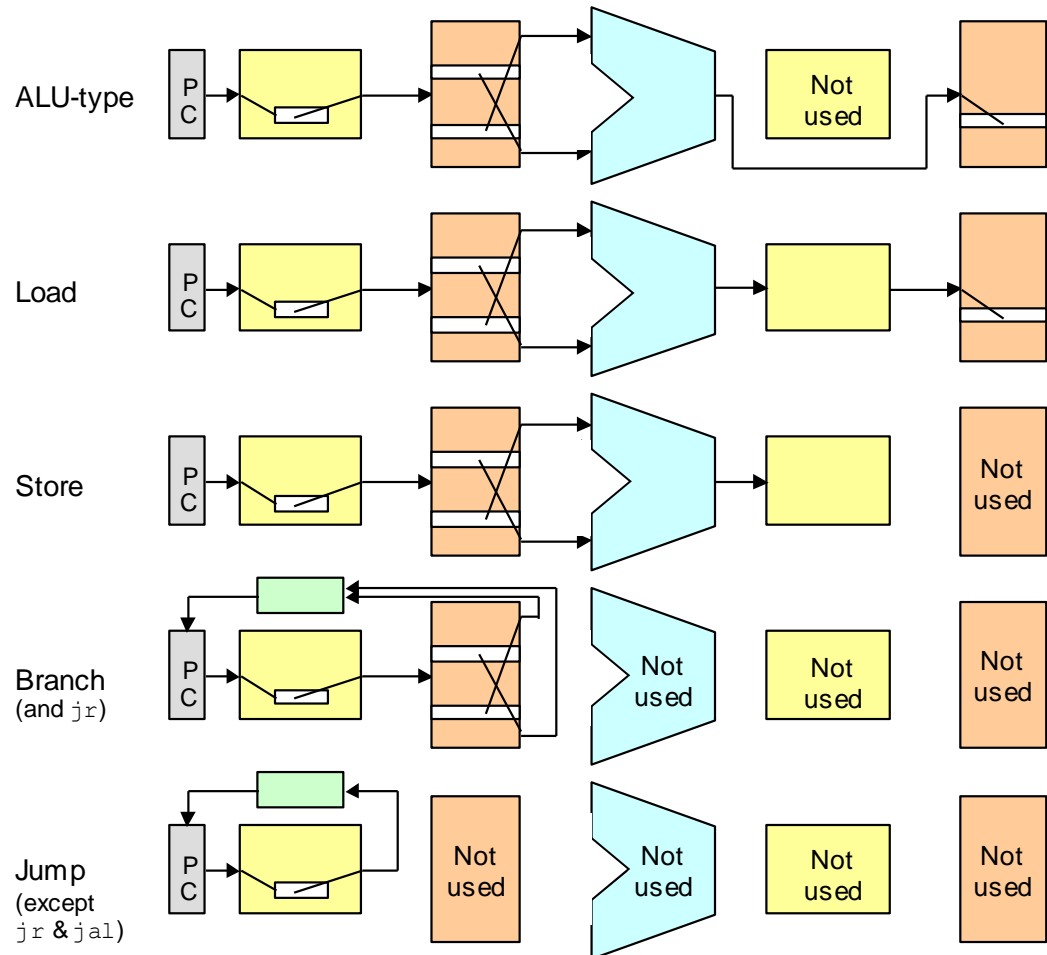 ALU-type
P
C
Not
used
Load
P
C
Store
P
C
Not
used
Branch
(and jr)
P
C
Not
used
Not
used
Not
used
Jump
(except
jr & jal)
P
C
Not
used
Not
used
Not
used
Not
used